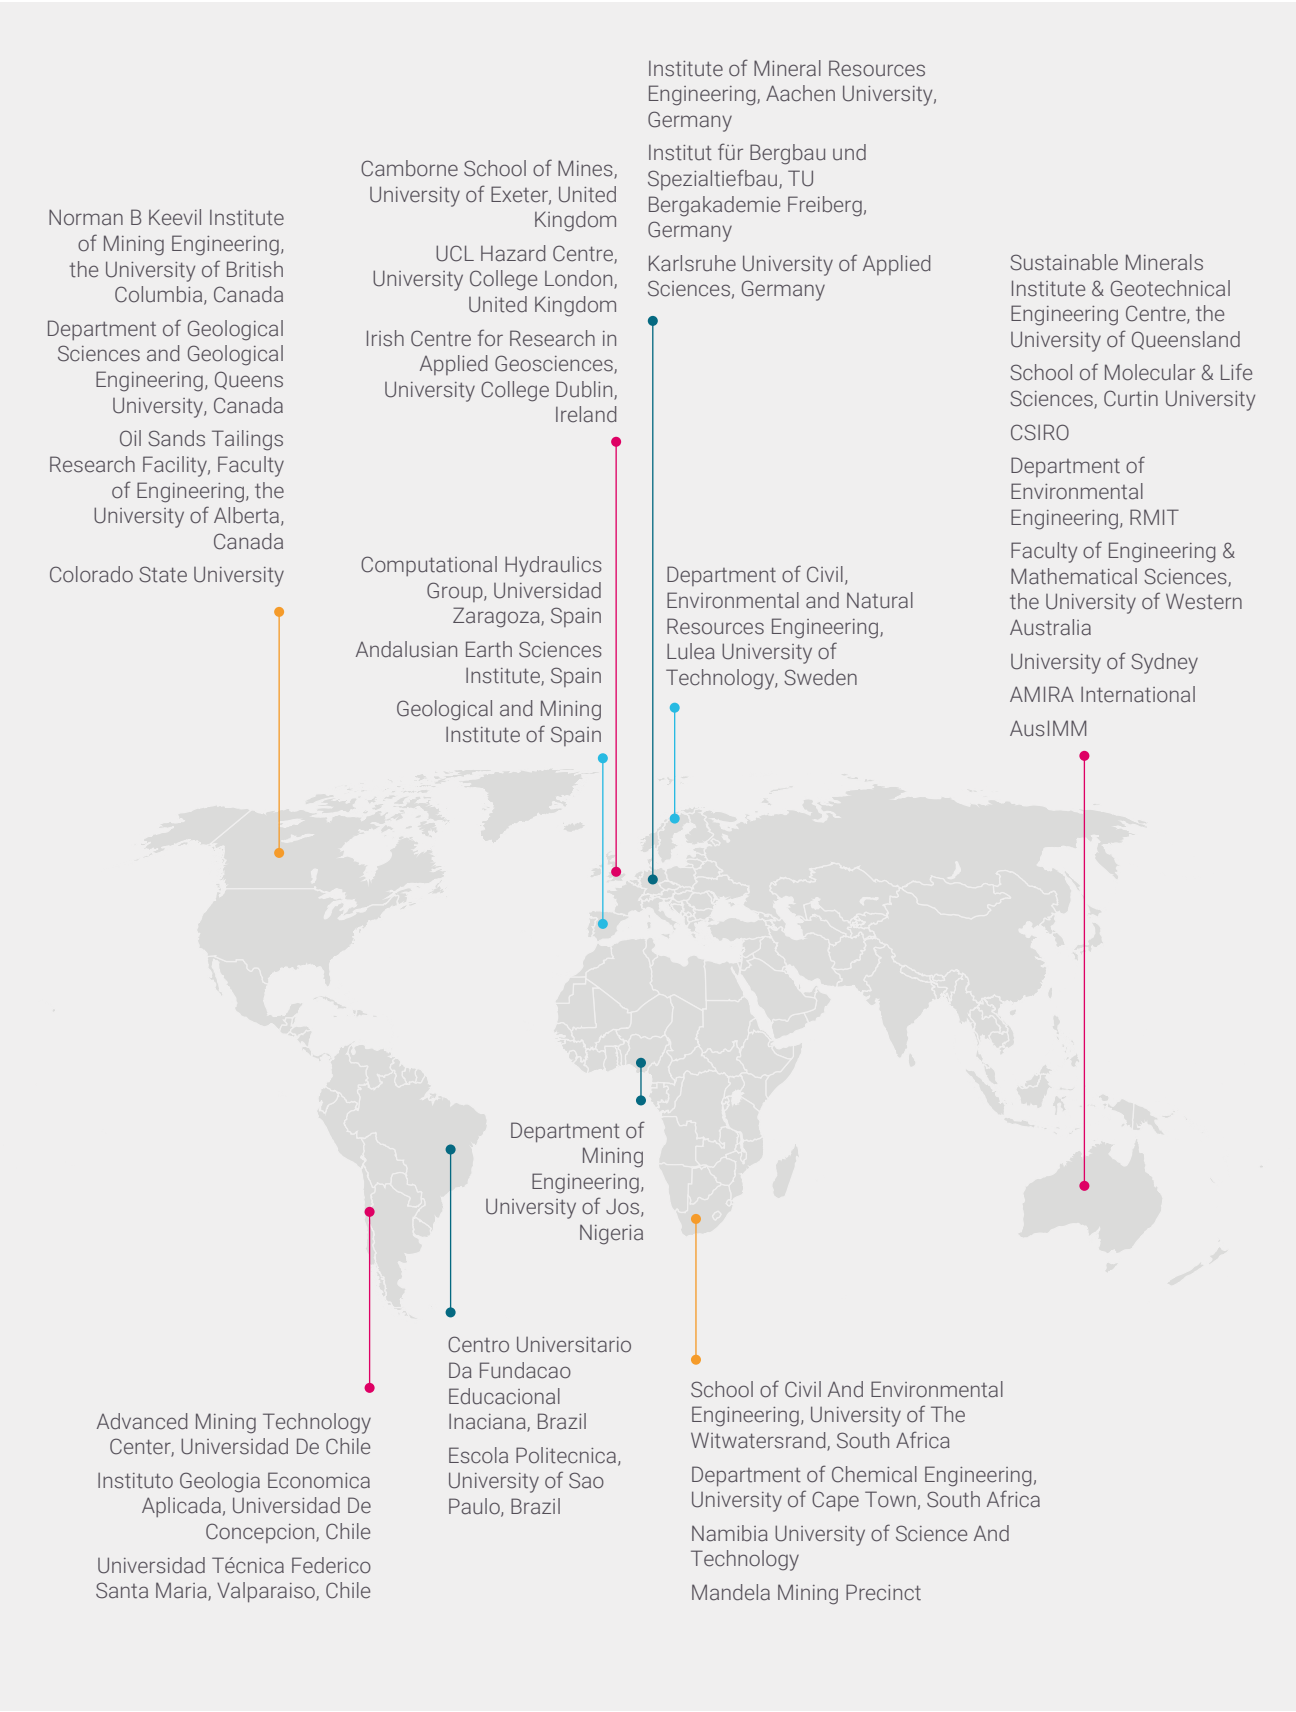 Norman B Keevil Institute
of Mining Engineering,
the University of British
Columbia, Canada
Department of Geological
Sciences and Geological
Engineering, Queens
University, Canada
Oil Sands Tailings
Research Facility, Faculty
of Engineering, the
University of Alberta,
Canada
Colorado State University
Camborne School of Mines,
University of Exeter, United
Kingdom
UCL Hazard Centre,
University College London,
United Kingdom
Irish Centre for Research in
Applied Geosciences,
University College Dublin,
Ireland
Institute of Mineral Resources
Engineering, Aachen University,
Germany
Institut für Bergbau und
Spezialtiefbau, TU
Bergakademie Freiberg,
Germany
Karlsruhe University of Applied
Sciences, Germany
Computational Hydraulics
Group, Universidad
Zaragoza, Spain
Andalusian Earth Sciences
Institute, Spain
Geological and Mining
Institute of Spain
Department of Civil,
Environmental and Natural
Resources Engineering,
Lulea University of
Technology, Sweden
Sustainable Minerals
Institute & Geotechnical
Engineering Centre, the
University of Queensland
School of Molecular & Life
Sciences, Curtin University
CSIRO
Department of
Environmental
Engineering, RMIT
Faculty of Engineering &
Mathematical Sciences,
the University of Western
Australia
University of Sydney
AMIRA International
AusIMM
Department of
Mining
Engineering,
University of Jos,
Nigeria
Advanced Mining Technology
Center, Universidad De Chile
Instituto Geologia Economica
Aplicada, Universidad De
Concepcion, Chile
Universidad Técnica Federico
Santa Maria, Valparaiso, Chile
Centro Universitario
Da Fundacao
Educacional
Inaciana, Brazil
Escola Politecnica,
University of Sao
Paulo, Brazil
School of Civil And Environmental
Engineering, University of The
Witwatersrand, South Africa
Department of Chemical Engineering,
University of Cape Town, South Africa
Namibia University of Science And
Technology
Mandela Mining Precinct